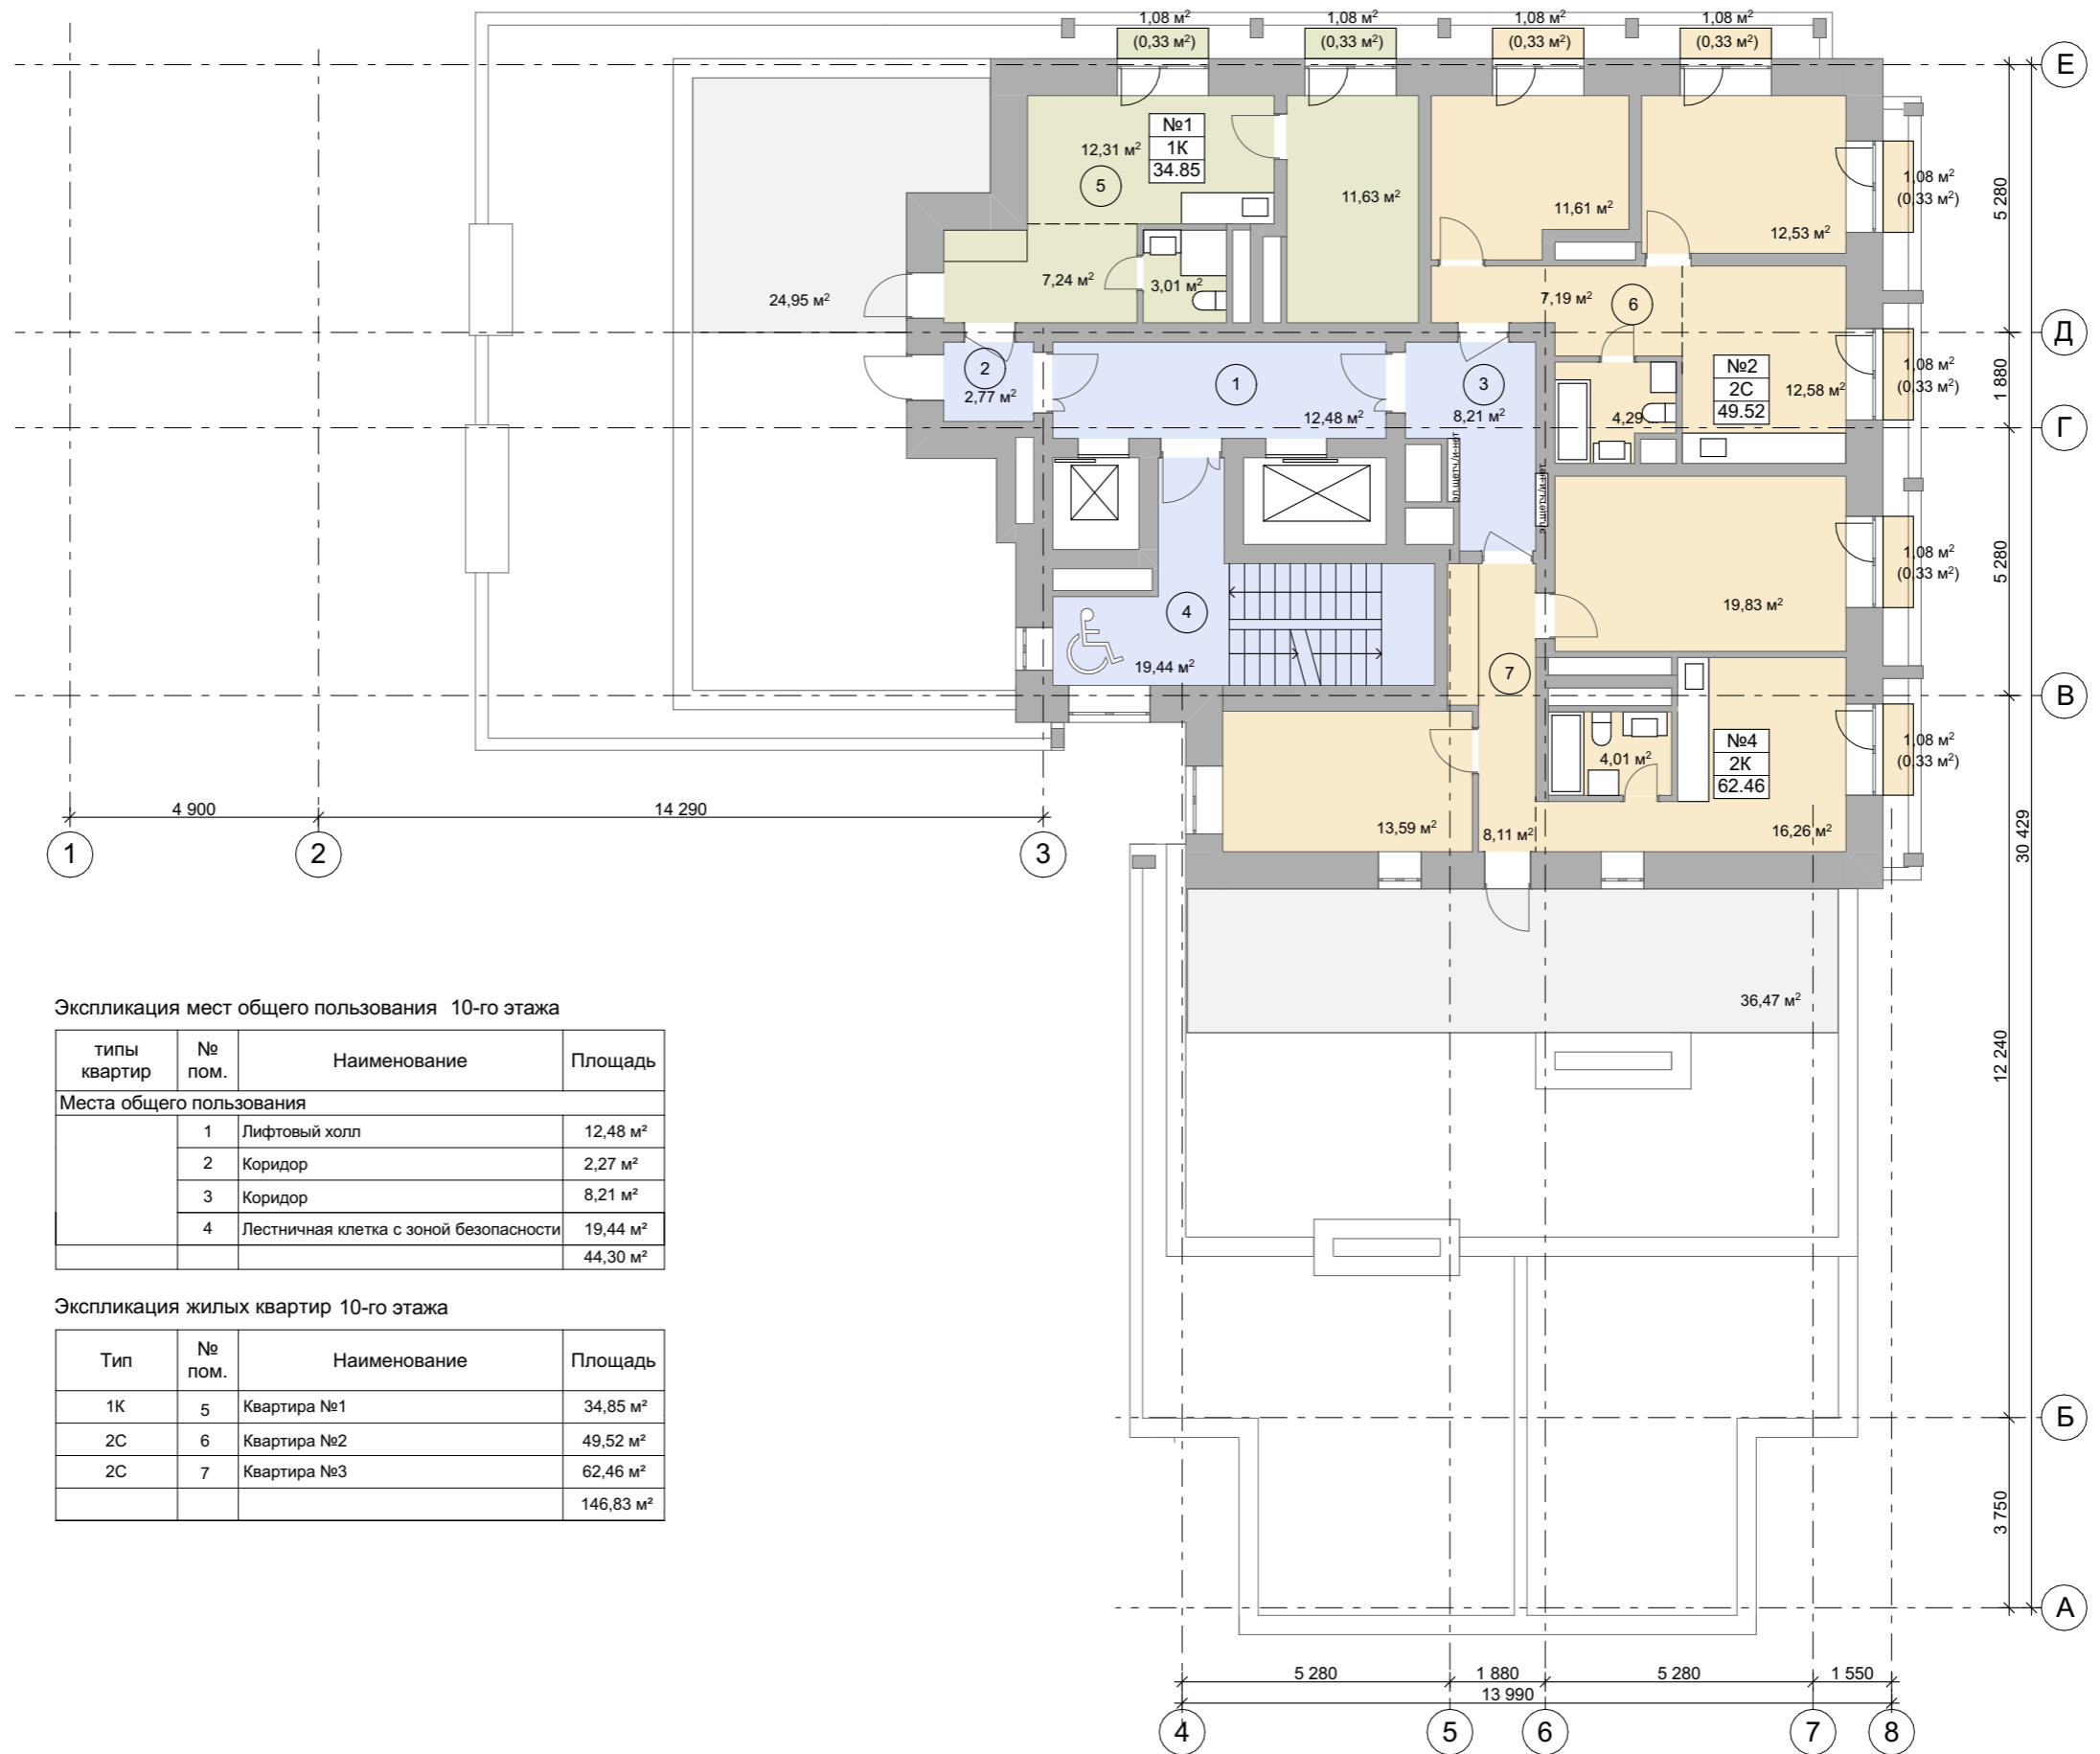 1,08 м² 1,08 м² 1,08 м² 1,08 м²
(0,33 м²) (0,33 м²) (0,33 м²) (0,33 м²)
Е
№1
1К
34.85
12,31 м²
5
11,63 м²
11,61 м²
12,53 м²
1,08 м²
(0,33 м²)
5 280
24,95 м²
7,24 м²
3,01 м²
7,19 м²
6
Д
2
2,77 м²
1
12,48 м²
3
8,21 м²
№2
2С
49.52
12,58 м²
4,29
1,08 м²
(0,33 м²)
1 880
Г
19,83 м²
1,08 м²
(0,33 м²)
5 280
4
19,44 м²
7
В
№4
2К
62.46
4,01 м²
13,59 м²
8,11 м²
16,26 м²
1,08 м²
(0,33 м²)
4 900
14 290
1
2
3
30 429
36,47 м²
12 240
Экспликация мест общего пользования 10-го этажа
типы квартир № пом. Наименование Площадь
Места общего пользования
1 Лифтовый холл 12,48 м²
2 Коридор 2,27 м²
3 Коридор 8,21 м²
4 Лестничная клетка с зоной безопасности 19,44 м²
44,30 м²
Экспликация жилых квартир 10-го этажа
Тип № пом. Наименование Площадь
1К 5 Квартира №1 34,85 м²
2С 6 Квартира №2 49,52 м²
2С 7 Квартира №3 62,46 м²
146,83 м²
Б
3 750
А
5 280 1 880 5 280 1 550
13 990
4 5 6 7 8